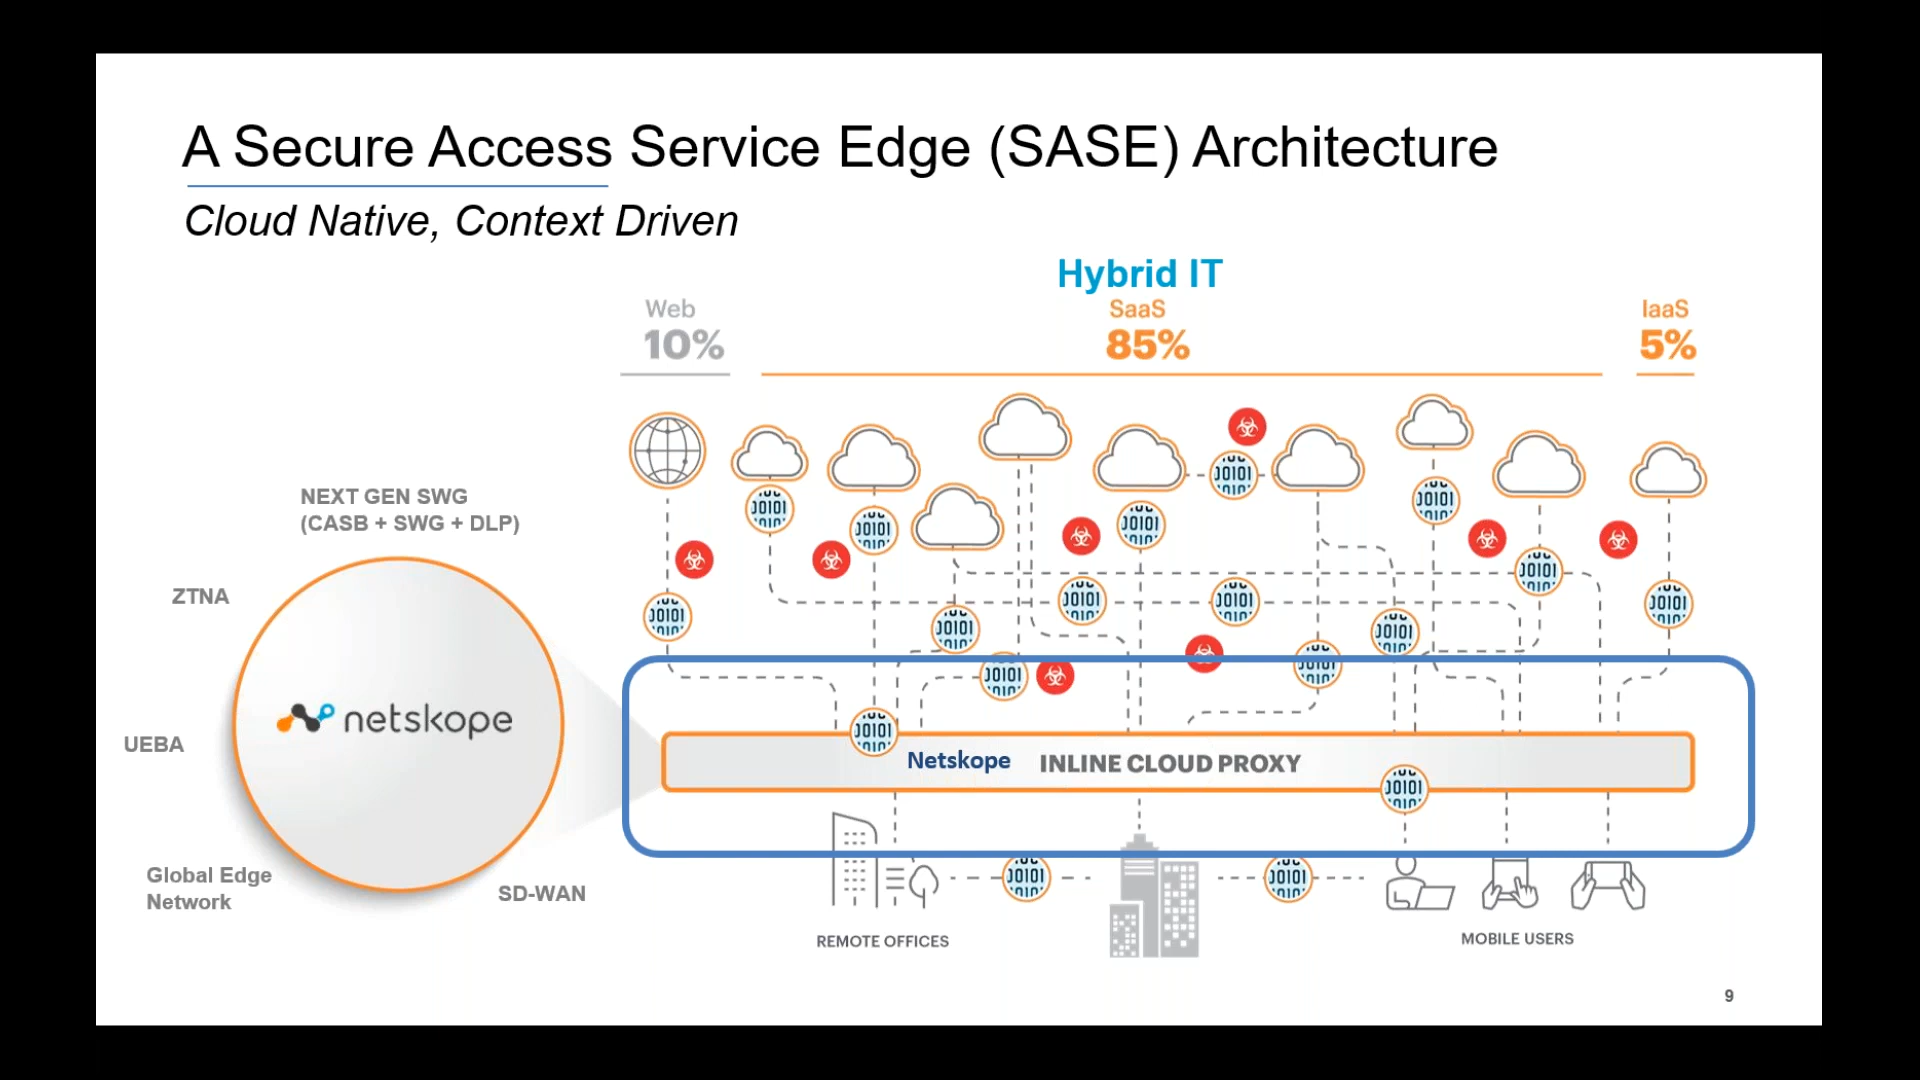 A Secure Access Service Edge (SASE) Architecture
Cloud Native, Context Driven
Hybrid IT
Web
10%
SaaS
85%
IaaS
5%
NEXT GEN SWG
(CASB + SWG + DLP)
ZTNA
UEBA
Global Edge
Network
SD-WAN
netskope
Netskope INLINE CLOUD PROXY
REMOTE OFFICES
MOBILE USERS
9